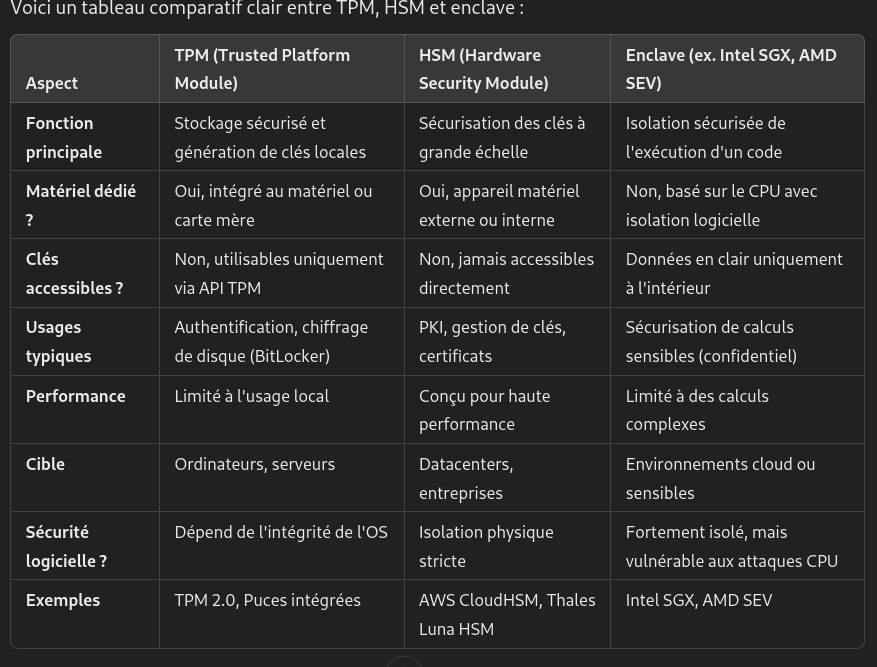 Voici un tableau comparatif clair entre TPM, HSM et enclave :
Aspect
TPM (Trusted Platform
Module)
HSM (Hardware
Security Module)
Enclave (ex. Intel SGX, AMD
SEV)
Fonction
principale
Stockage sécurisé et
génération de clés locales
Sécurisation des clés à
grande échelle
Isolation sécurisée de
l'exécution d'un code
Matériel dédié
?
Oui, intégré au matériel ou
carte mère
Oui, appareil matériel
externe ou interne
Non, basé sur le CPU avec
isolation logicielle
Clés
accessibles ?
Non, utilisables uniquement
via API TPM
Non, jamais accessibles
directement
Données en clair uniquement
à l'intérieur
Usages
typiques
Authentification, chiffrage
de disque (BitLocker)
PKI, gestion de clés,
certificats
Sécurisation de calculs
sensibles (confidentiel)
Performance
Limité à l'usage local
Conçu pour haute
performance
Limité à des calculs
complexes
Cible
Ordinateurs, serveurs
Datacenters,
entreprises
Environnements cloud ou
sensibles
Sécurité
logicielle ?
Dépend de l'intégrité de l'OS
Isolation physique
stricte
Fortement isolé, mais
vulnérable aux attaques CPU
Exemples
TPM 2.0, Puces intégrées
AWS CloudHSM, Thales
Luna HSM
Intel SGX, AMD SEV